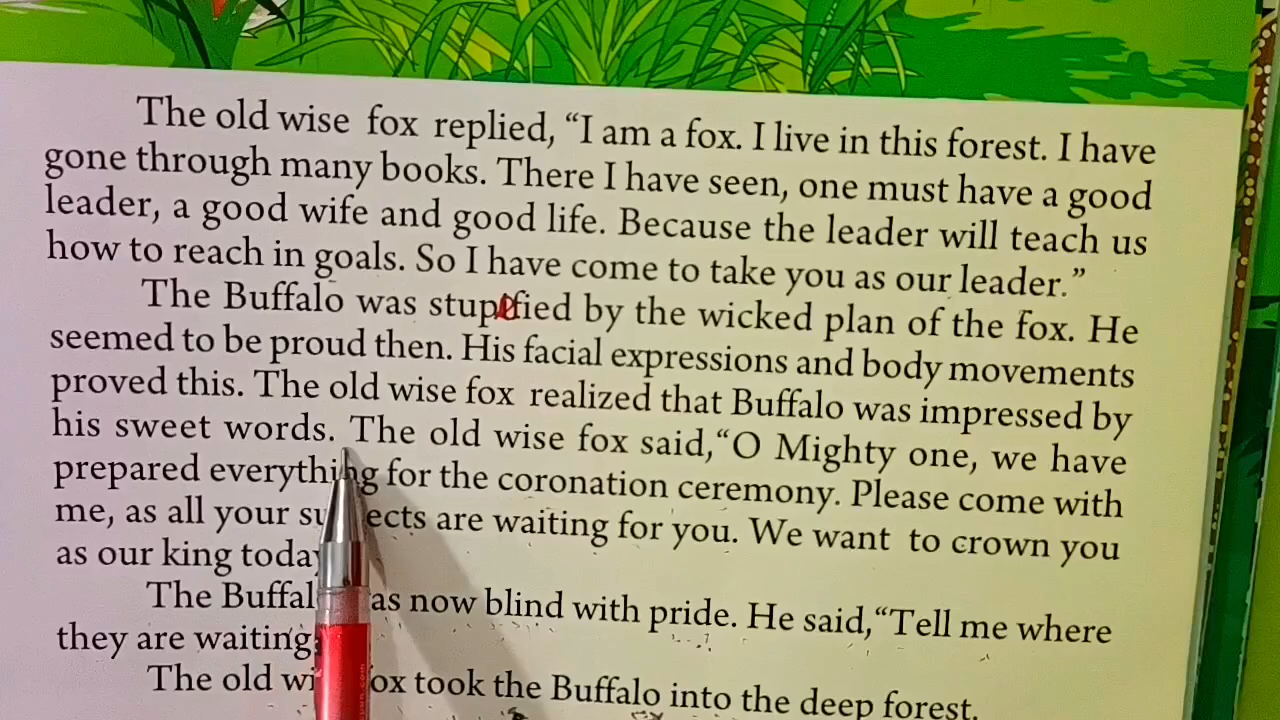 The old wise fox replied, “I am a fox. I live in this forest. I have
gone through many books. There I have seen, one must have a good
leader, a good wife and good life. Because the leader will teach us
how to reach in goals. So I have come to take you as our leader.”
The Buffalo was stupefied by the wicked plan of the fox. He
seemed to be proud then. His facial expressions and body movements
proved this. The old wise fox realized that Buffalo was impressed by
his sweet words. The old wise fox said,“O Mighty one, we have
prepared everything for the coronation ceremony. Please come with
me, as all your subjects are waiting for you. We want to crown you
as our king today
The Buffalo was now blind with pride. He said,“Tell me where
they are waiting
The old wise fox took the Buffalo into the deep forest.